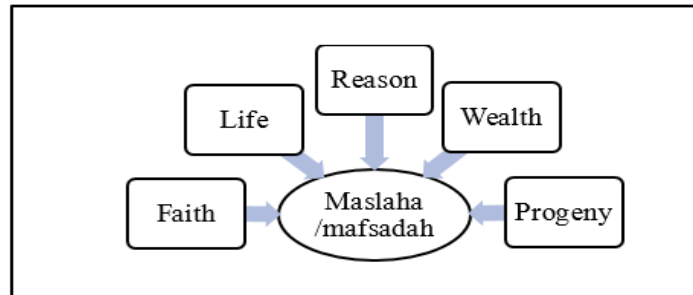 Reason
Life
Wealth
Faith
Maslaha
/mafsadah
Progeny